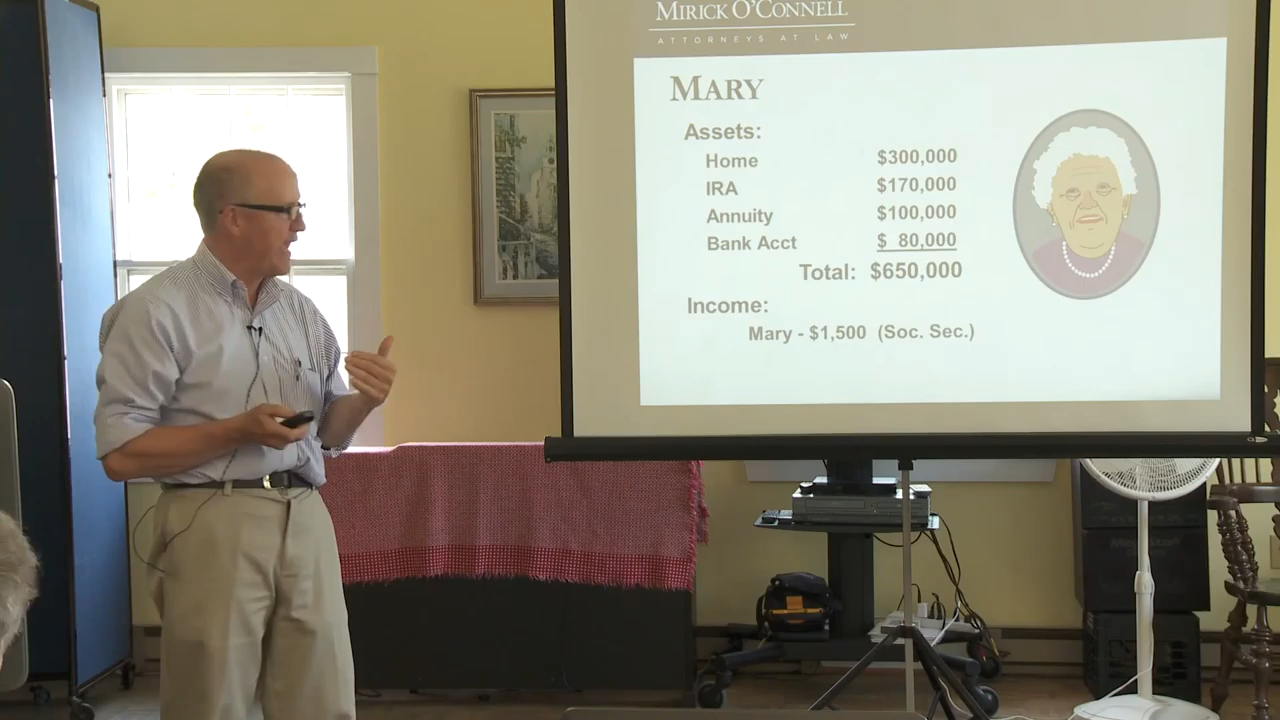 MIRICK O'CONNELL
ATTORNEYS AT LAW
MARY
Assets:
Home $300,000
IRA $170,000
Annuity $100,000
Bank Acct $ 80,000
Total: $650,000
Income:
Mary - $1,500 (Soc. Sec.)